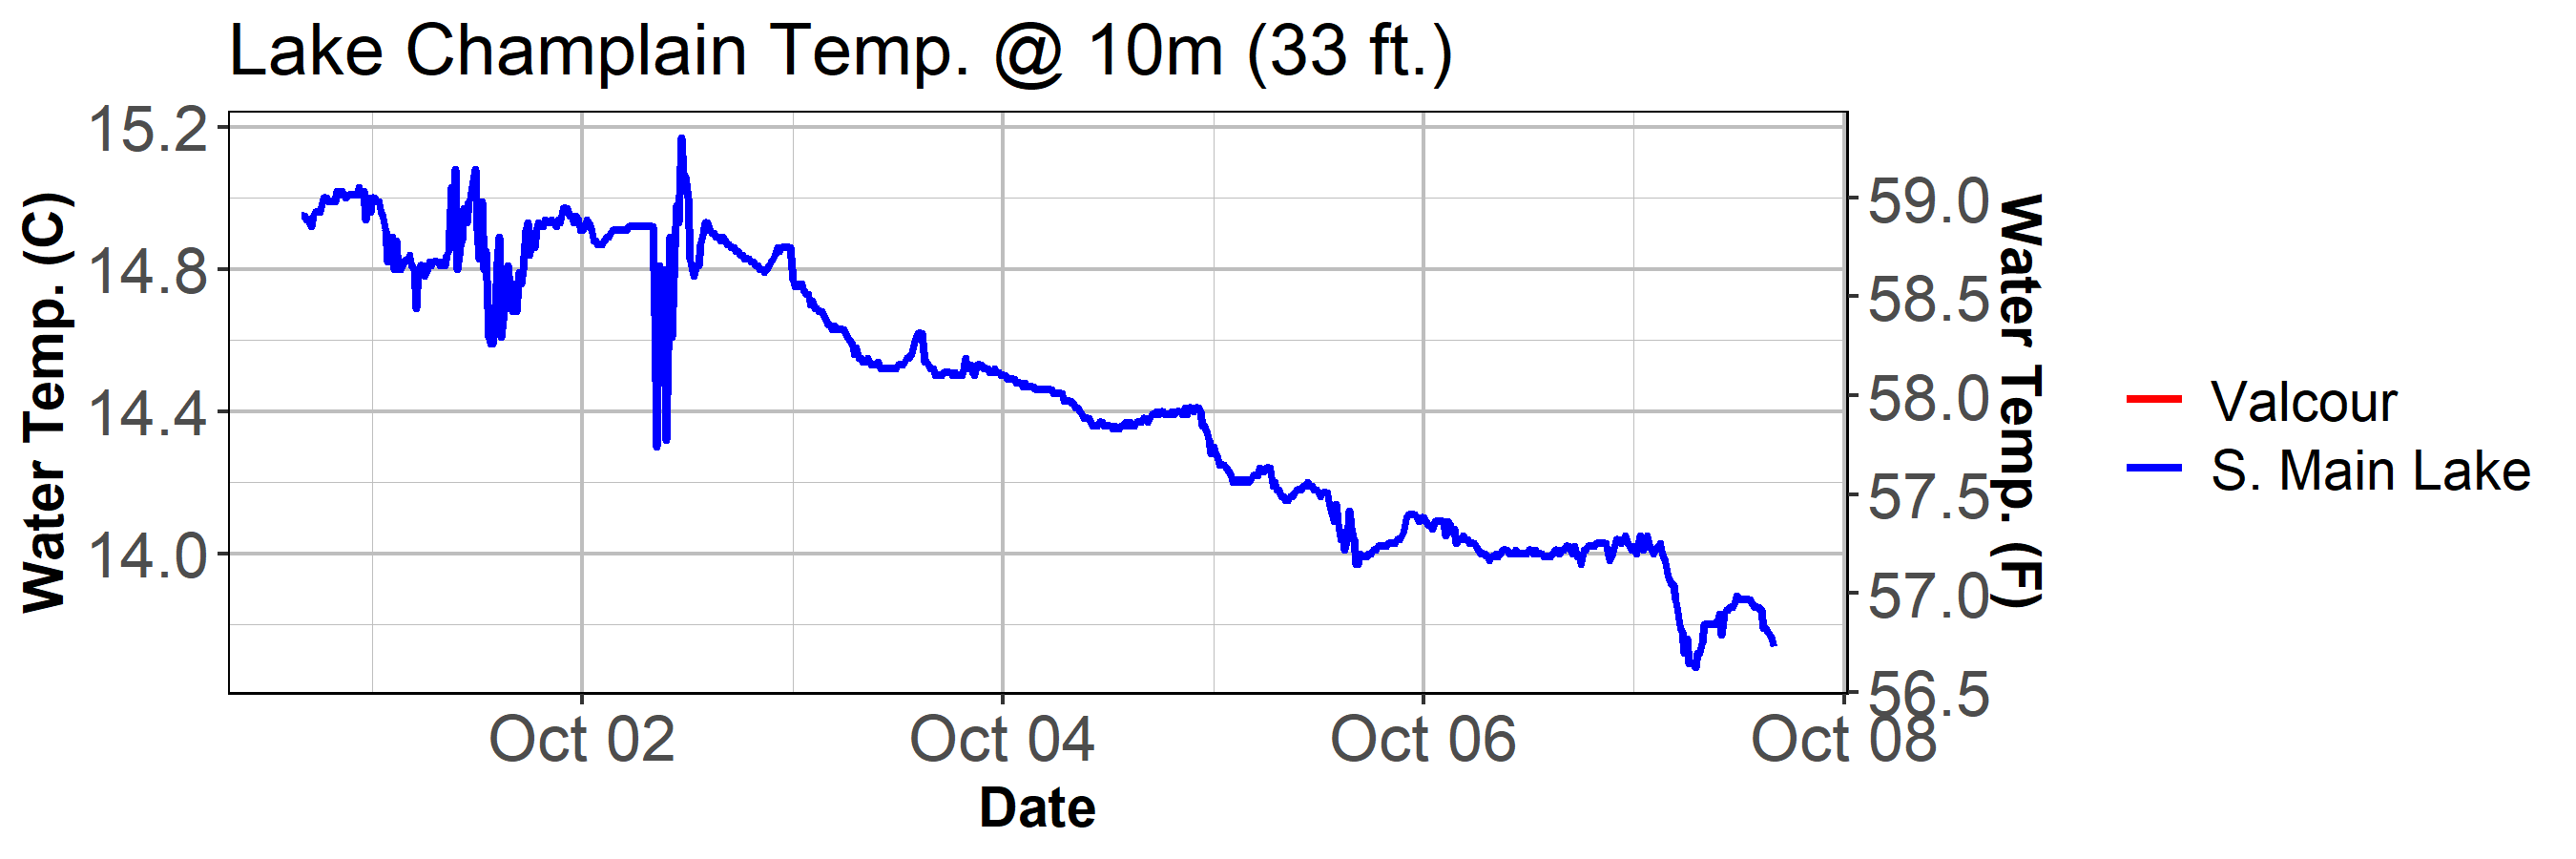 Lake Champlain Temp. @ 10m (33 ft.)
Water Temp. (C)
15.2
14.8
14.4
14.0
59.0
58.5
58.0
57.5
57.0
56.5
Water Temp. (F)
Oct 02
Oct 04
Oct 06
Oct 08
Date
Valcour
S. Main Lake